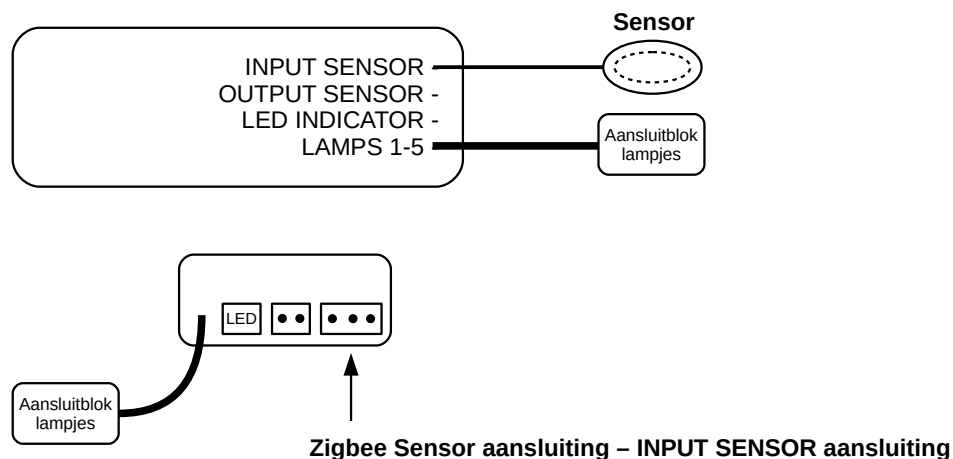 Sensor
INPUT SENSOR -
OUTPUT SENSOR -
LED INDICATOR -
LAMPS 1-5 -
Aansluitblok
lampjes
LED
Aansluitblok
lampjes
Zigbee Sensor aansluiting – INPUT SENSOR aansluiting